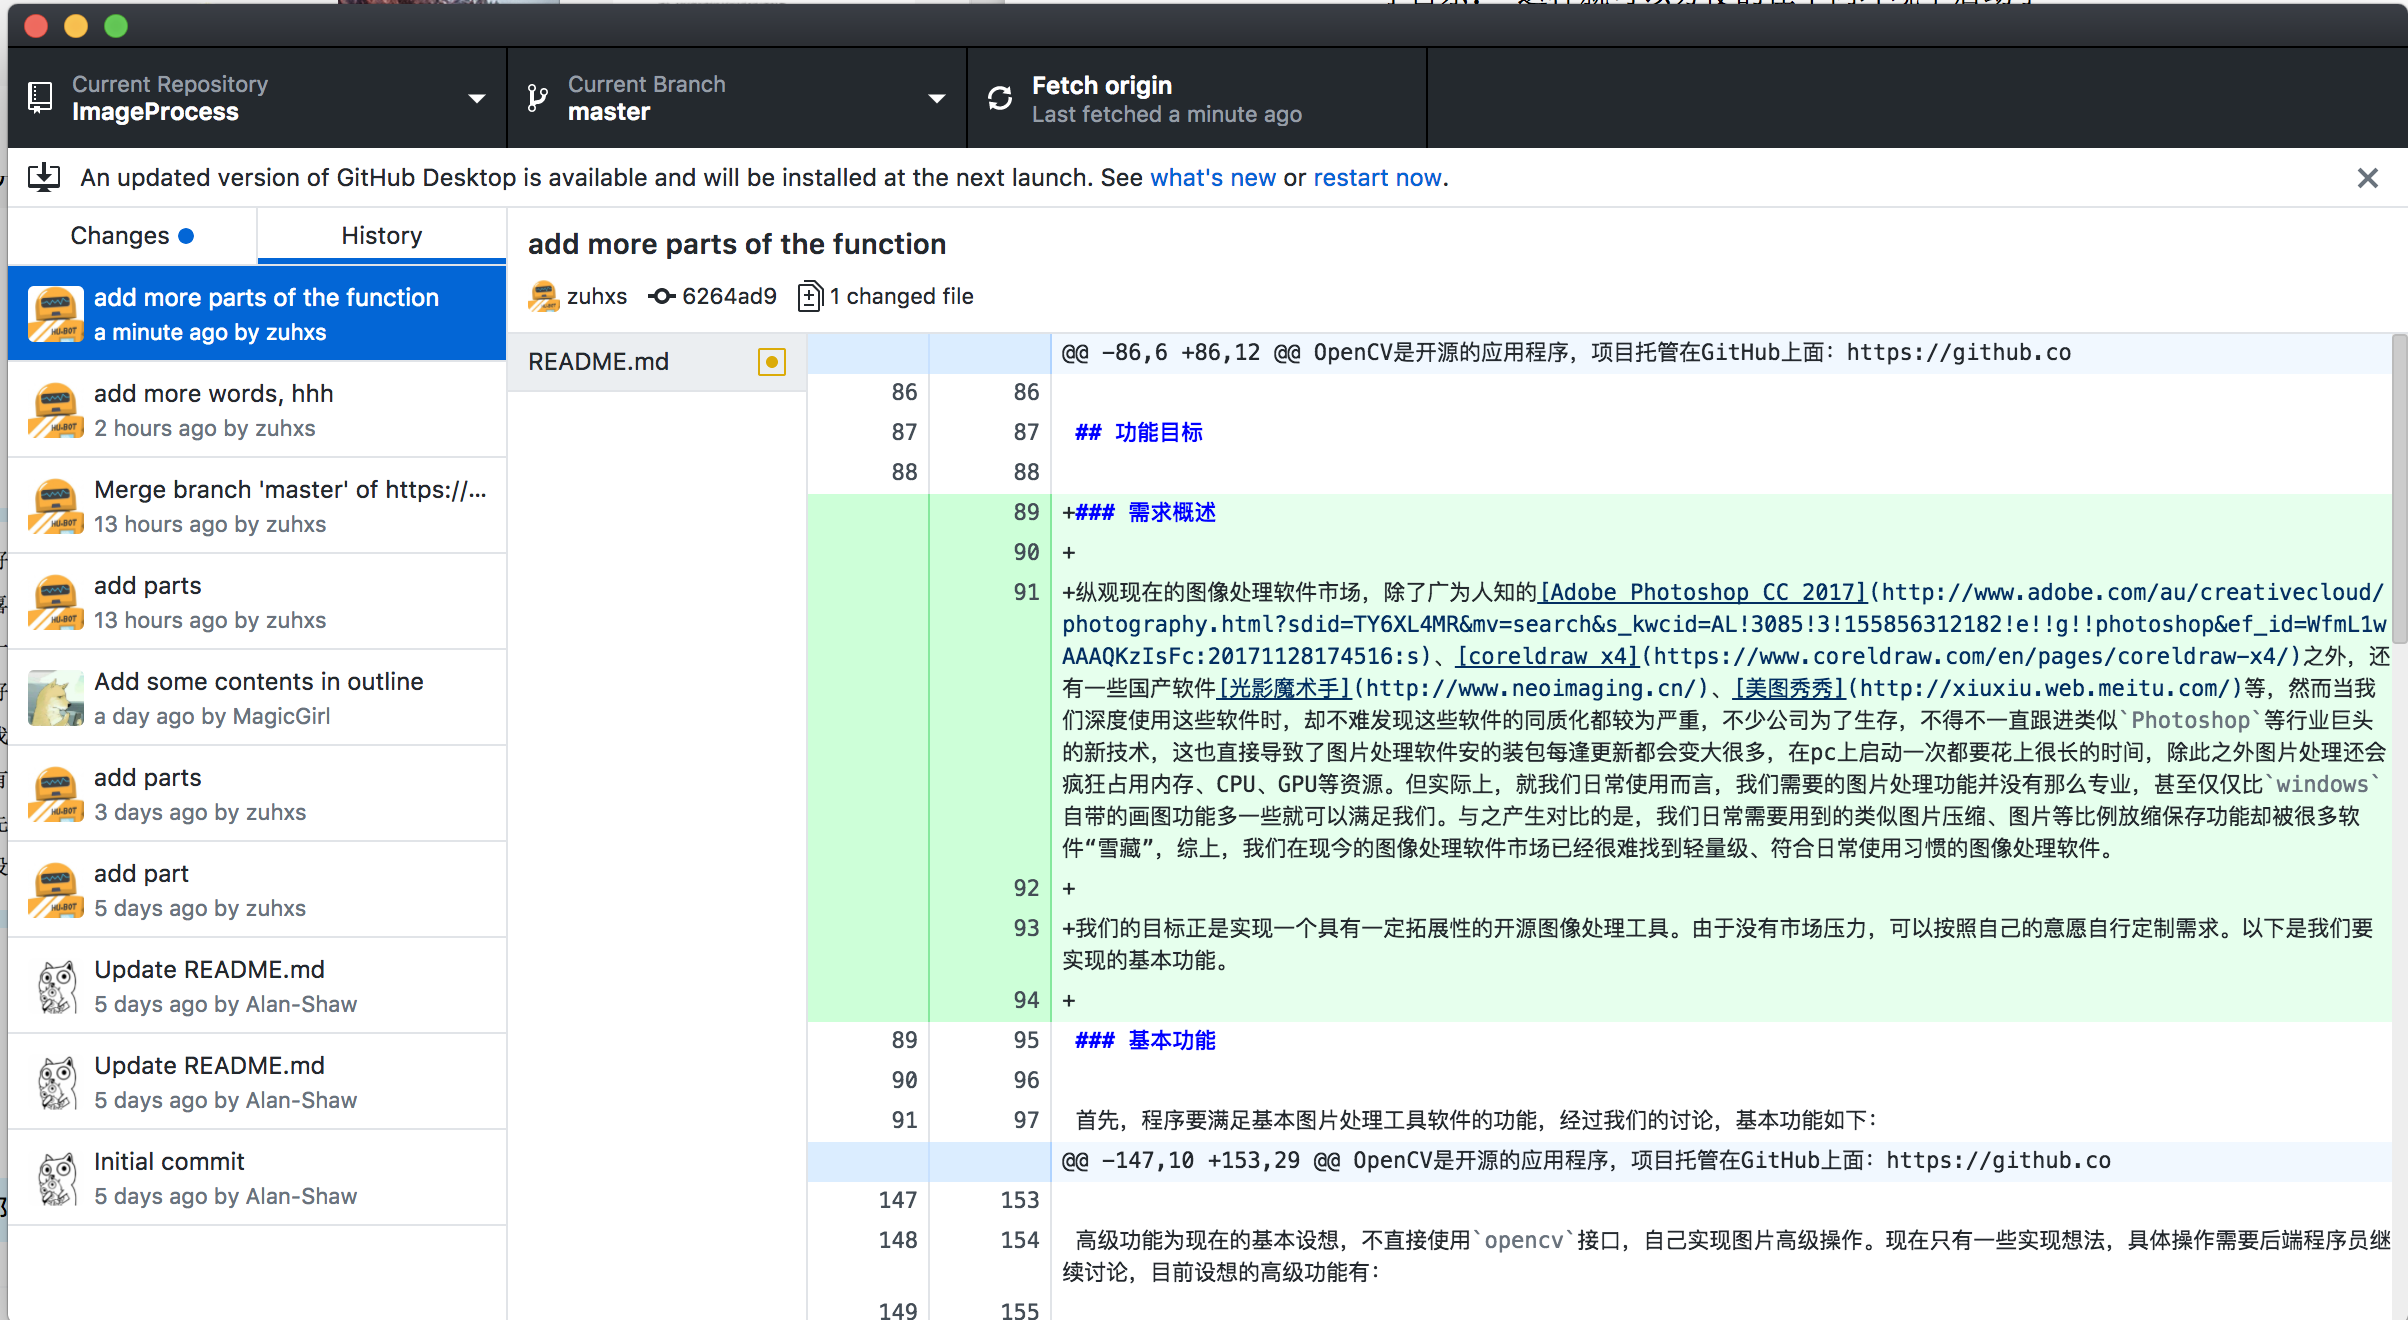 Current Repository
ImageProcess
Current Branch
master
Fetch origin
Last fetched a minute ago
An updated version of GitHub Desktop is available and will be installed at the next launch. See what's new or restart now.
Changes
History
add more parts of the function
a minute ago by zuhxs
add more words, hhh
2 hours ago by zuhxs
Merge branch 'master' of https://...
13 hours ago by zuhxs
add parts
13 hours ago by zuhxs
Add some contents in outline
a day ago by MagicGirl
add parts
3 days ago by zuhxs
add part
5 days ago by zuhxs
Update README.md
5 days ago by Alan-Shaw
Update README.md
5 days ago by Alan-Shaw
Initial commit
5 days ago by Alan-Shaw
add more parts of the function
zuhxs 6264ad9 1 changed file
README.md
@@ -86,6 +86,12 @@ OpenCV是开源的应用程序，项目托管在GitHub上面：https://github.co
86 86
87 87 ## 功能目标
88 88
89 +### 需求概述
90 +
91 +纵观现在的图像处理软件市场，除了广为人知的[Adobe Photoshop CC 2017](http://www.adobe.com/au/creativecloud/
photography.html?sdid=TY6XL4MR&mv=search&s_kwcid=AL!3085!3!155856312182!e!!g!!photoshop&ef_id=WfmL1w
AAAQKzIsFc:20171128174516:s)、[coreldraw x4](https://www.coreldraw.com/en/pages/coreldraw-x4/)之外，还
有一些国产软件[光影魔术手](http://www.neoimaging.cn/)、[美图秀秀](http://xiuxiu.web.meitu.com/)等，然而当我
们深度使用这些软件时，却不难发现这些软件的同质化都较为严重，不少公司为了生存，不得不一直跟进类似`Photoshop`等行业巨头
的新技术，这也直接导致了图片处理软件安的装包每逢更新都会变大很多，在pc上启动一次都要花上很长的时间，除此之外图片处理还会
疯狂占用内存、CPU、GPU等资源。但实际上，就我们日常使用而言，我们需要的图片处理功能并没有那么专业，甚至仅仅比`windows`
自带的画图功能多一些就可以满足我们。与之产生对比的是，我们日常需要用到的类似图片压缩、图片等比例放缩保存功能却被很多软
件“雪藏”，综上，我们在现今的图像处理软件市场已经很难找到轻量级、符合日常使用习惯的图像处理软件。
92 +
93 +我们的目标正是实现一个具有一定拓展性的开源图像处理工具。由于没有市场压力，可以按照自己的意愿自行定制需求。以下是我们要
实现的基本功能。
94 +
89 95 ### 基本功能
90 96
91 97 首先，程序要满足基本图片处理工具软件的功能，经过我们的讨论，基本功能如下：
@@ -147,10 +153,29 @@ OpenCV是开源的应用程序，项目托管在GitHub上面：https://github.co
147 153
148 154 高级功能为现在的基本设想，不直接使用`opencv`接口，自己实现图片高级操作。现在只有一些实现想法，具体操作需要后端程序员继
续讨论，目前设想的高级功能有：
149 155